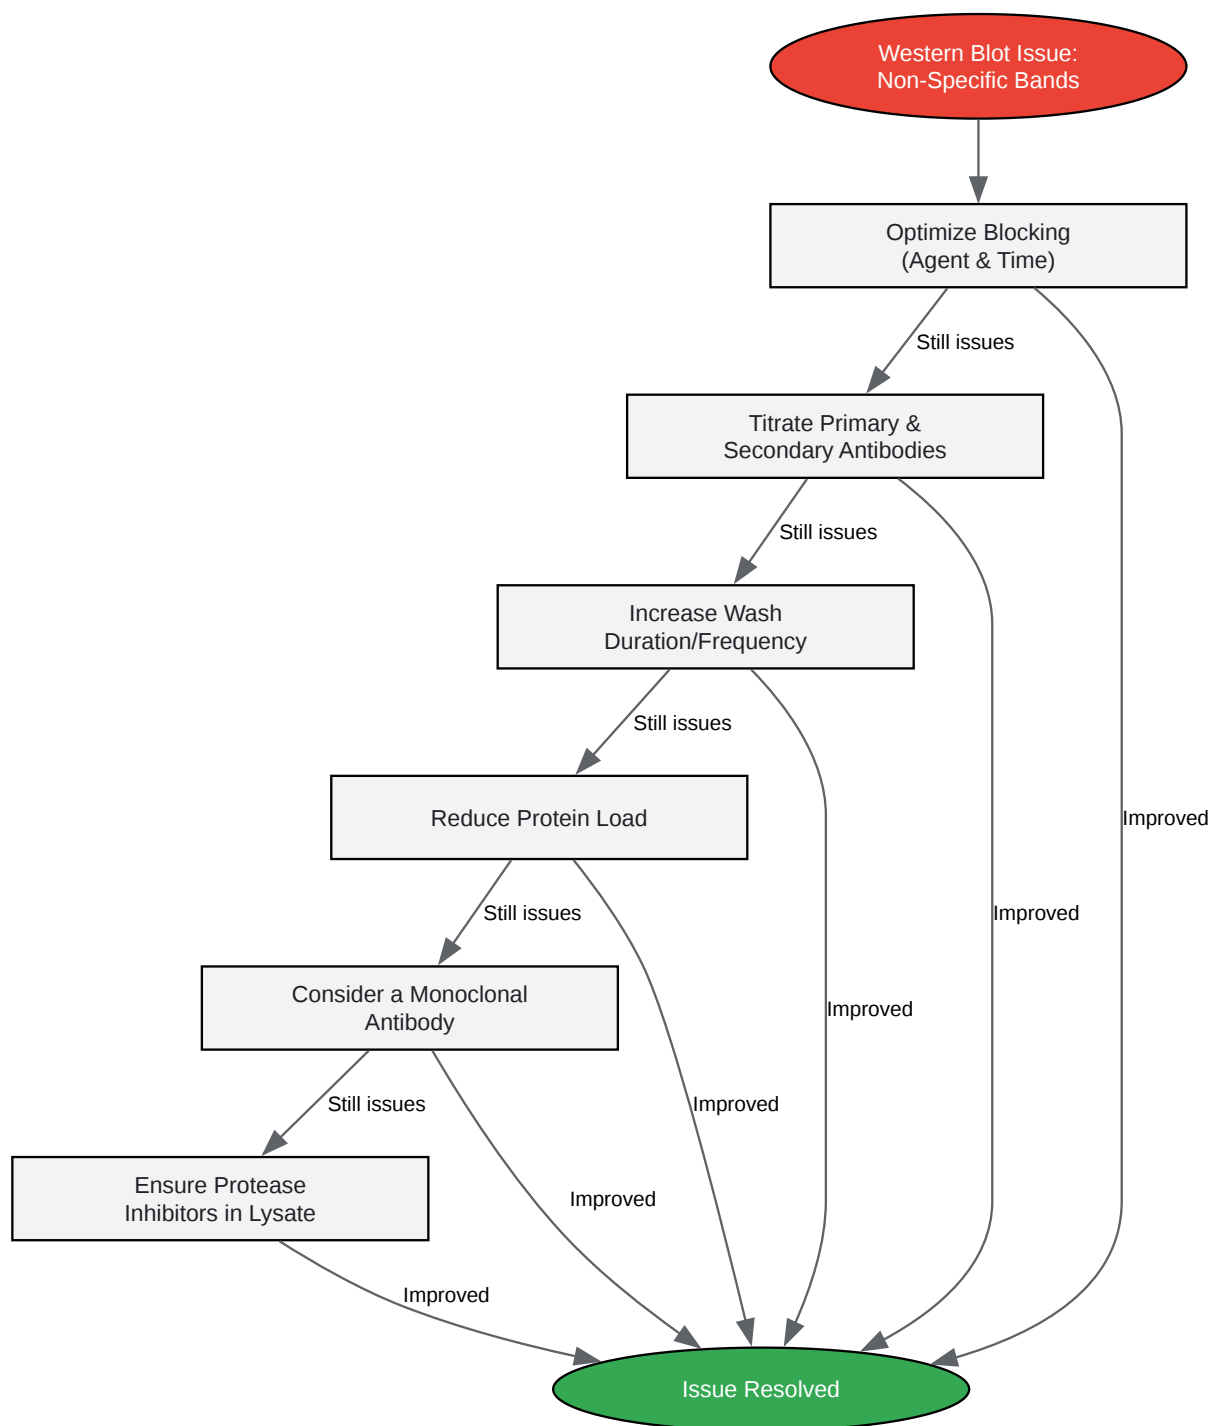 Western Blot Issue:
Non-Specific Bands
Optimize Blocking
(Agent & Time)
Still issues
Titrate Primary &
Secondary Antibodies
Still issues
Increase Wash
Duration/Frequency
Still issues
Reduce Protein Load
Improved
Still issues
Improved
Consider a Monoclonal
Antibody
Improved
Still issues
Improved
Ensure Protease
Inhibitors in Lysate
Improved
Improved
Issue Resolved